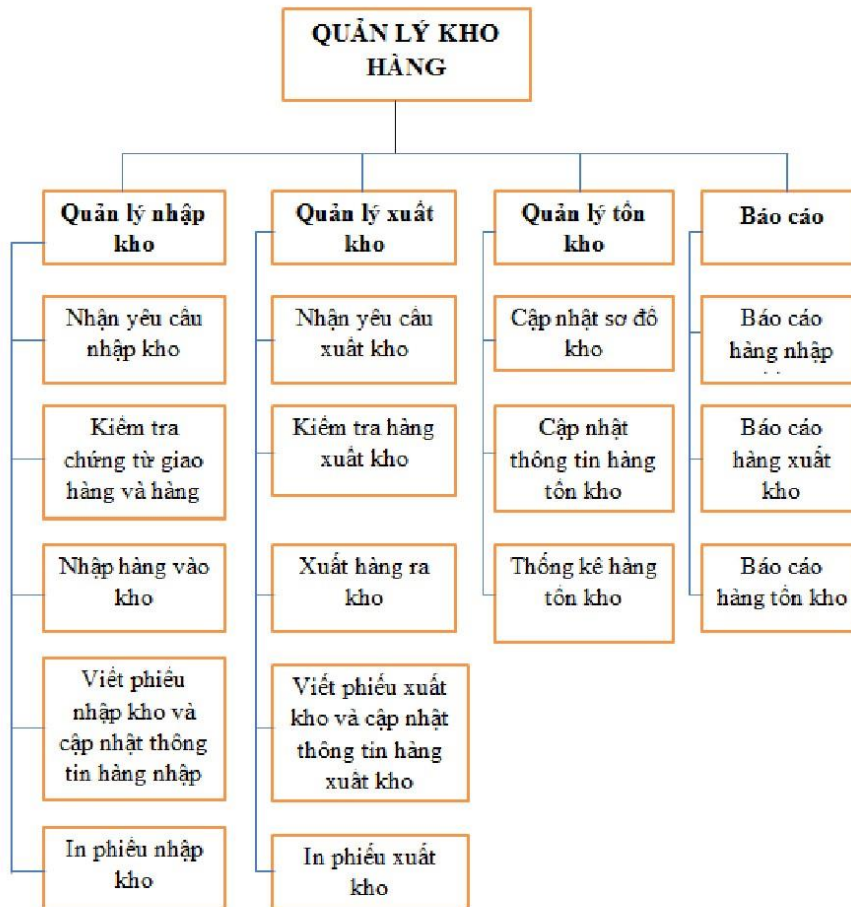 QUẢN LÝ KHO
HÀNG
Quản lý nhập
kho
Nhận yêu cầu
nhập kho
Kiểm tra
chứng từ giao
hàng và hàng
Nhập hàng vào
kho
Viết phiếu
nhập kho và
cập nhật thông
tin hàng nhập
In phiếu nhập
kho
Quản lý xuất
kho
Nhận yêu cầu
xuất kho
Kiểm tra hàng
xuất kho
Xuất hàng ra
kho
Viết phiếu xuất
kho và cập nhật
thông tin hàng
xuất kho
In phiếu xuất
kho
Quản lý tồn
kho
Cập nhật sơ đồ
kho
Cập nhật
thông tin hàng
tồn kho
Thống kê hàng
tồn kho
Báo cáo
Báo cáo
hàng nhập
Báo cáo
hàng xuất
kho
Báo cáo
hàng tồn kho